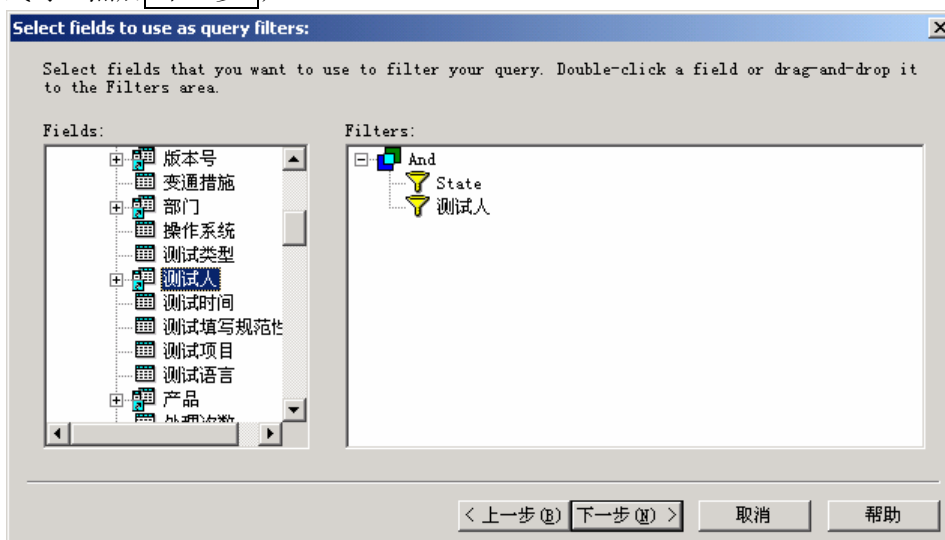 Select fields to use as query filters:
Select fields that you want to use to filter your query. Double-click a field or drag-and-drop it
to the Filters area.
Fields:
Filters:
版本号
变通措施
部门
操作系统
测试类型
测试人
测试时间
测试填写规范性
测试项目
测试语言
产品
处理次数
And
State
测试人
< 上一步(B)
下一步(N) >
取消
帮助